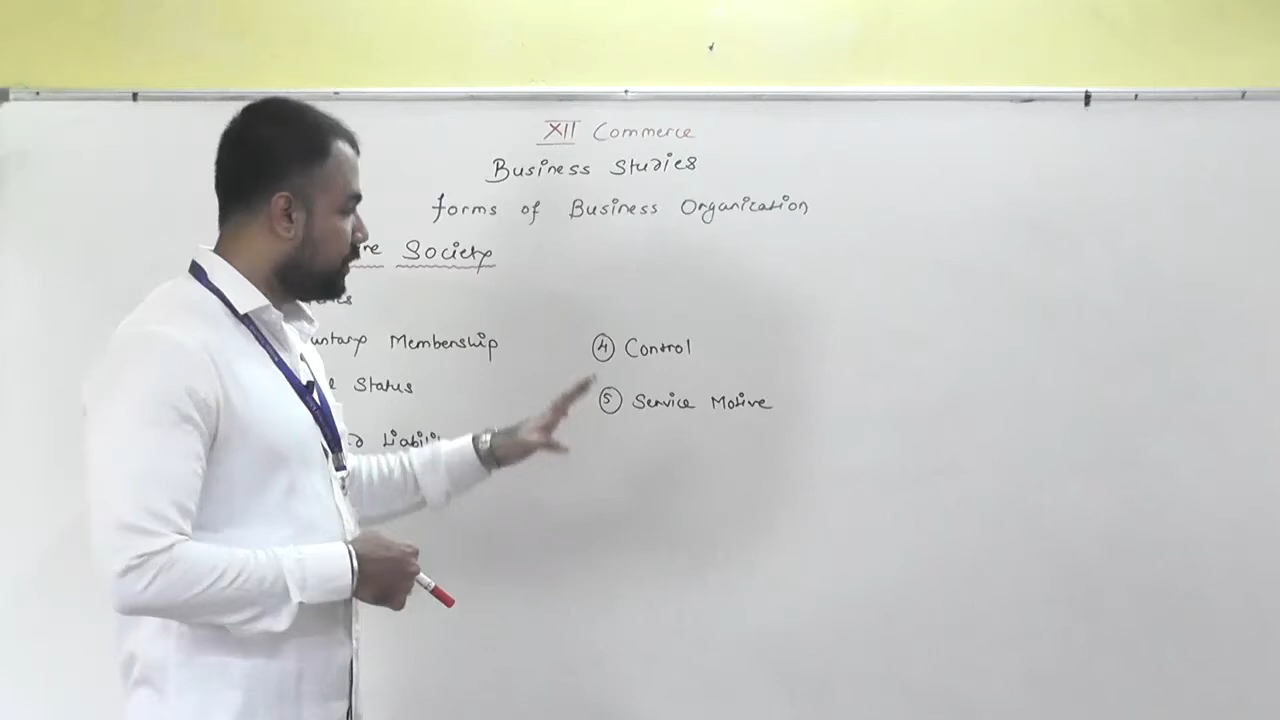 XII Commerce
Business Studies
forms of Business Organization
Society
Membership
Status
④ Control
⑤ Service Motive